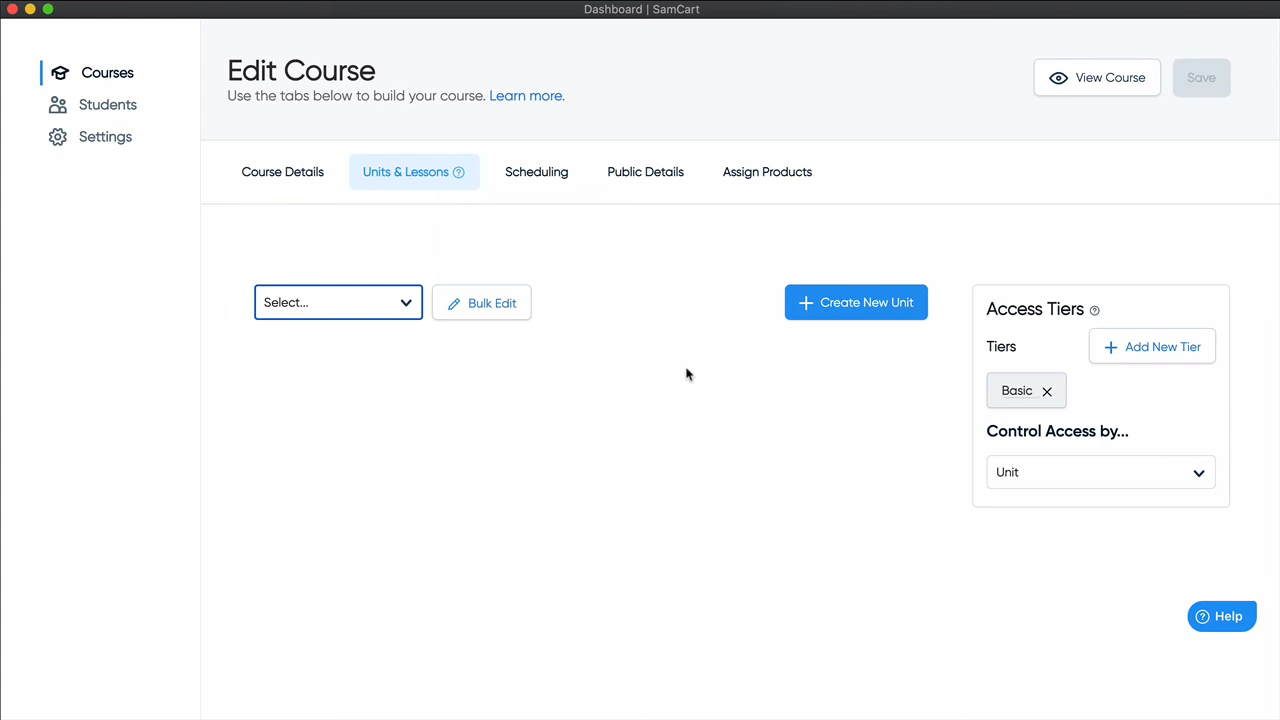 Dashboard | SamCart
Courses
Students
Settings
Edit Course
Use the tabs below to build your course. Learn more.
View Course
Save
Course Details
Units & Lessons
Scheduling
Public Details
Assign Products
Select...
Bulk Edit
Create New Unit
Access Tiers
Tiers
Add New Tier
Basic
Control Access by...
Unit
Help